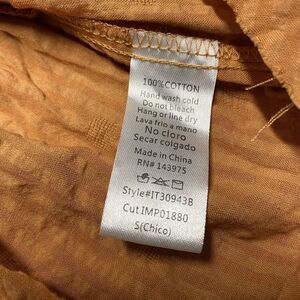 100%COTTON
Hand wash cold
Do not bleach
Hang or line dry
Lava frio a mano
No cloro
Secar colgado
Made in China
RN# 143975
Style#IT30943B
Cut IMP01880
S(Chico)